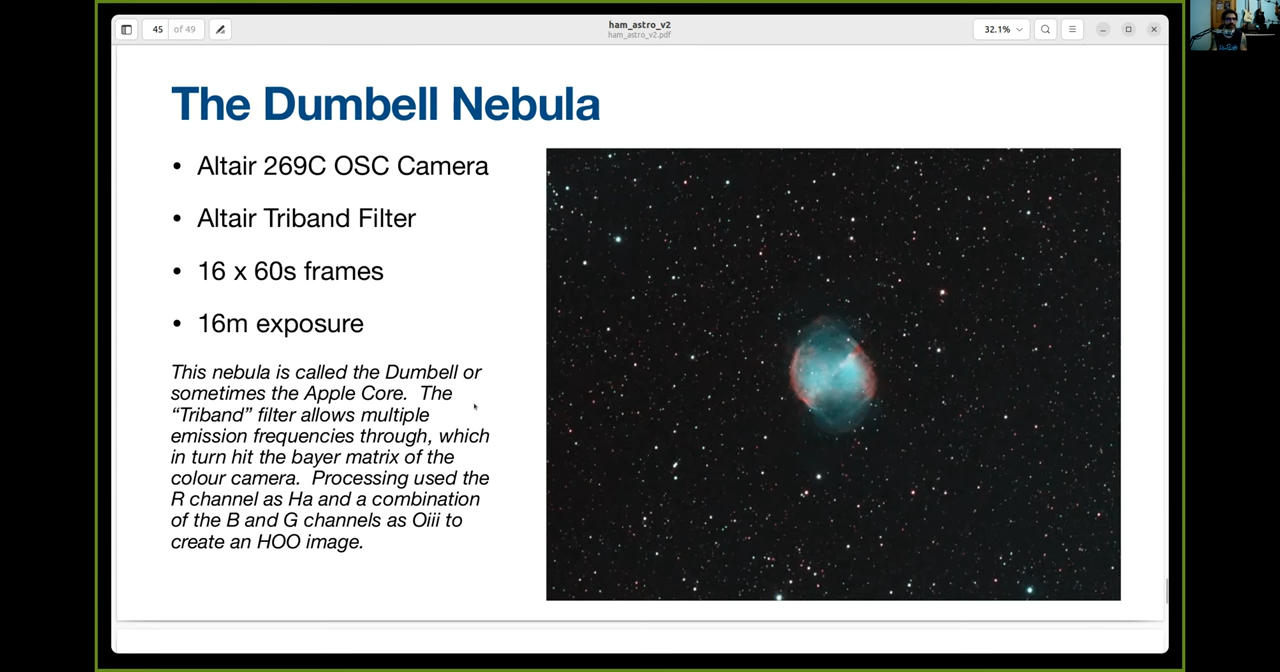 45 of 49
ham_astro_v2
ham_astro_v2.pdf
32.1%
The Dumbell Nebula
• Altair 269C OSC Camera
• Altair Triband Filter
• 16 x 60s frames
• 16m exposure
This nebula is called the Dumbell or
sometimes the Apple Core. The
“Triband” filter allows multiple
emission frequencies through, which
in turn hit the bayer matrix of the
colour camera. Processing used the
R channel as Ha and a combination
of the B and G channels as Oiii to
create an HOO image.